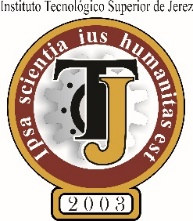 Instituto Tecnológico Superior de Jerez
Ipsa scientia ius humanitas est
TJ
2003